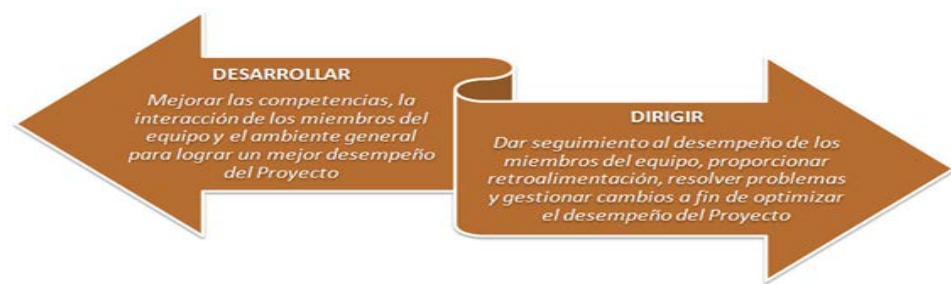 DESARROLLAR
Mejorar las competencias, la
interacción de los miembros del
equipo y el ambiente general
para lograr un mejor desempeño
del Proyecto
DIRIGIR
Dar seguimiento al desempeño de los
miembros del equipo, proporcionar
retroalimentación, resolver problemas
y gestionar cambios a fin de optimizar
el desempeño del Proyecto